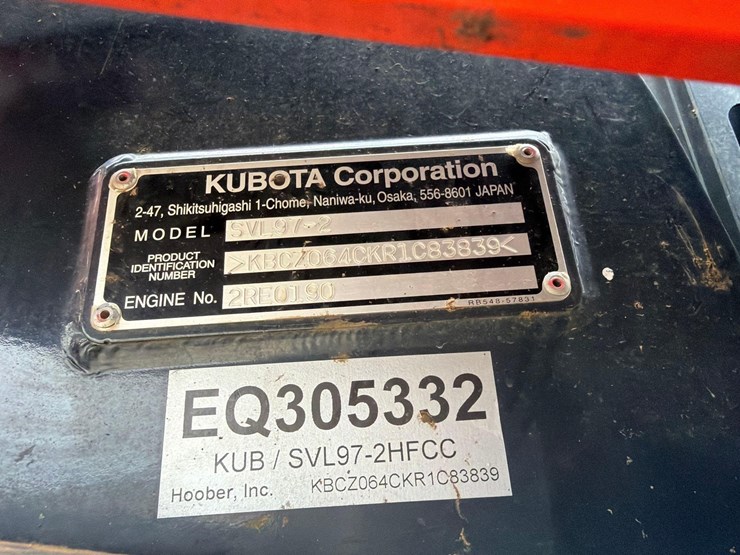 KUBOTA Corporation
2-47, Shikitsuhigashi 1-Chome, Naniwa-ku, Osaka, 556-8601 JAPAN
MODEL SVL97-2
PRODUCT
IDENTIFICATION
NUMBER
>KBCZ064CKR1C83839<
ENGINE No. 2RE0190
RB548-57831
EQ305332
KUB / SVL97-2HFCC
Hoober, Inc. KBCZ064CKR1C83839